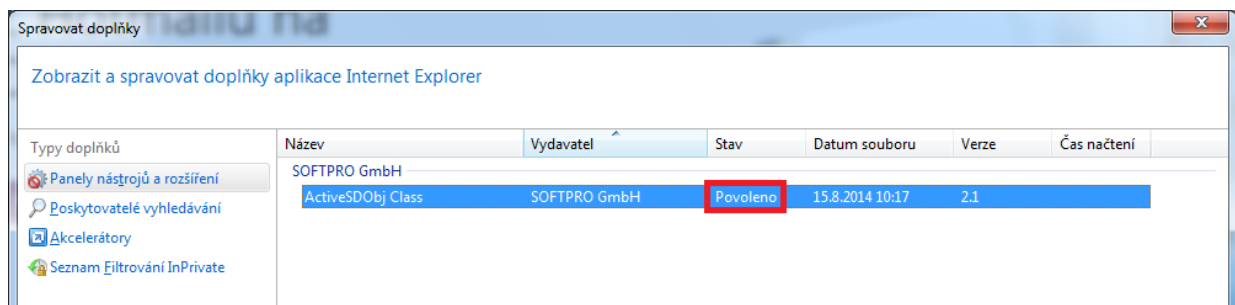 Spravovat doplňky
Zobrazit a spravovat doplňky aplikace Internet Explorer
Typy doplňků
Panely nástrojů a rozšíření
Poskytovatelé vyhledávání
Akcelerátory
Seznam Filtrování InPrivate
Název Vydavatel Stav Datum souboru Verze Čas načtení
SOFTPRO GmbH
ActiveSDObj Class SOFTPRO GmbH Povoleno 15.8.2014 10:17 2.1